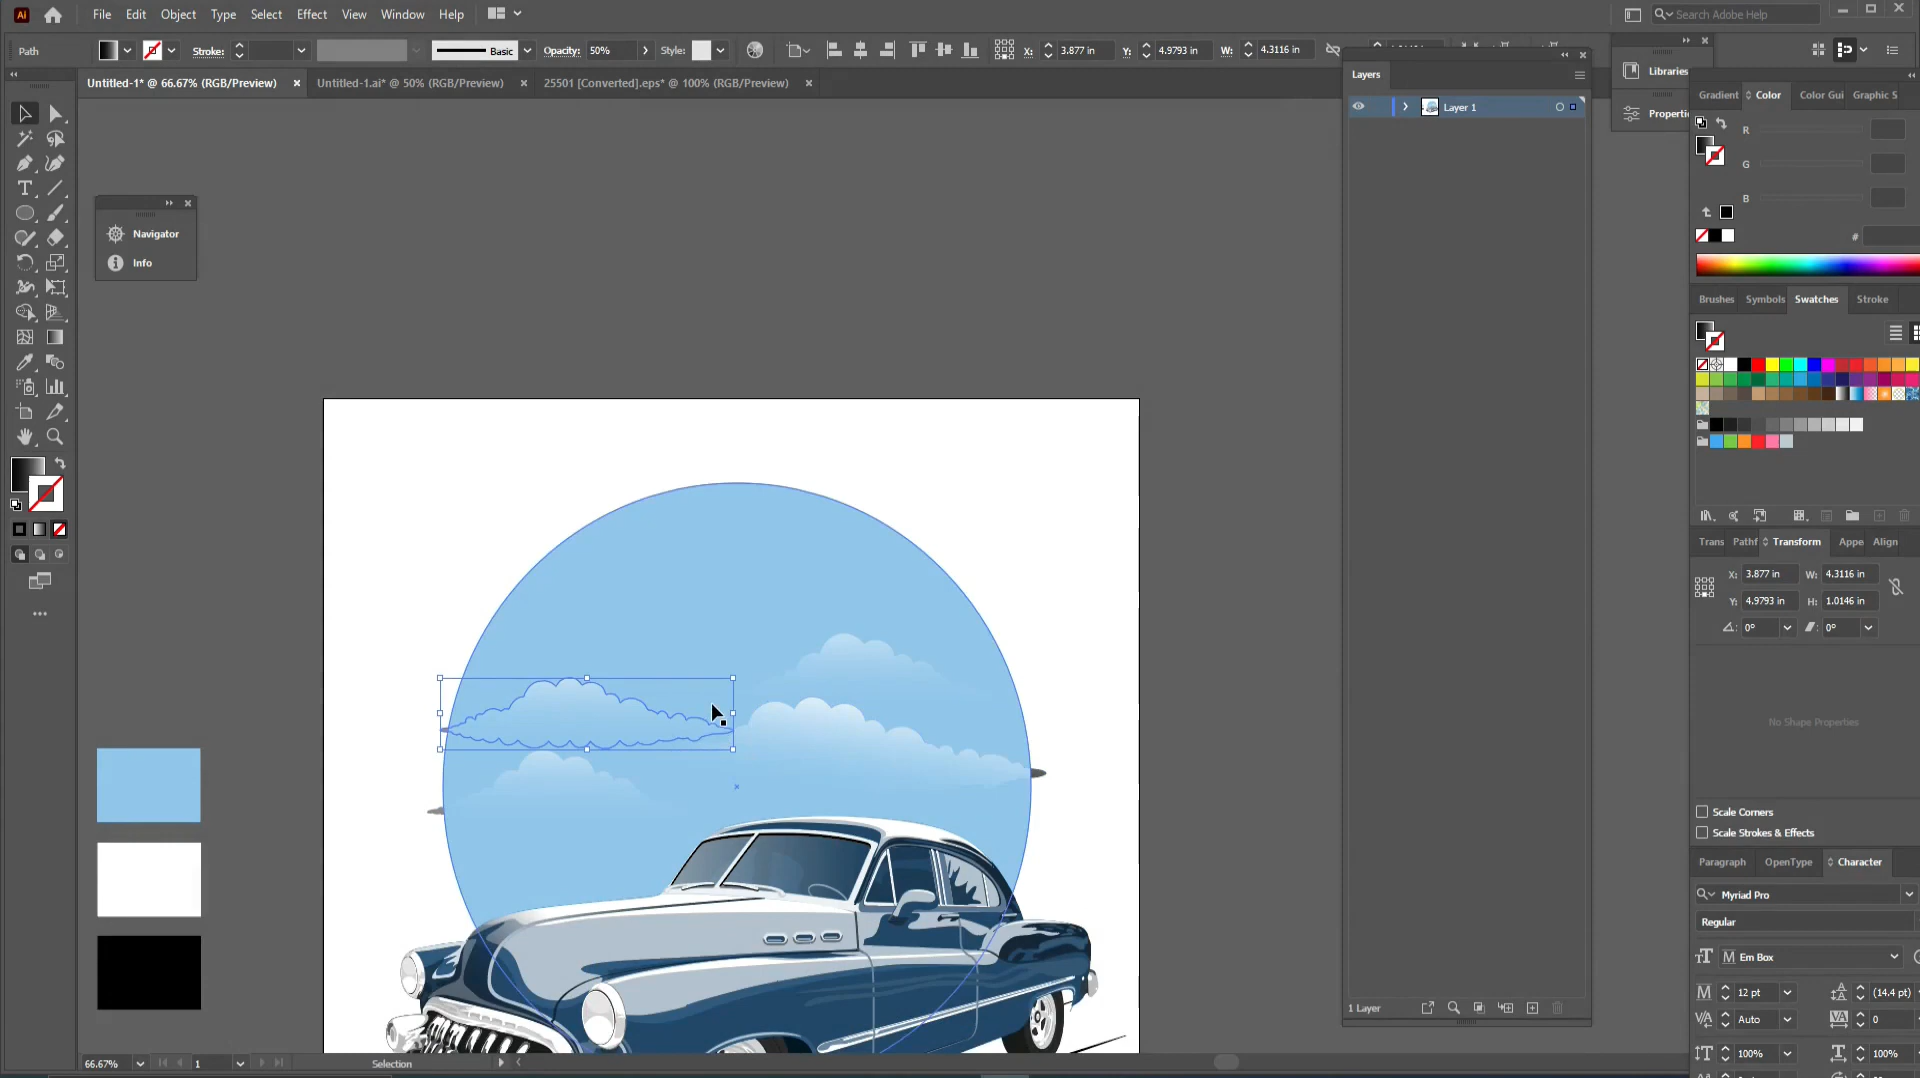 Ai
File Edit Object Type Select Effect View Window Help
Search Adobe Help
Path Stroke: Basic Opacity: 50% Style: X: 3.877 in Y: 4.9793 in W: 4.3116 in
Untitled-1* @ 66.67% (RGB/Preview) Untitled-1.ai* @ 50% (RGB/Preview) 25501 [Converted].eps* @ 100% (RGB/Preview)
Navigator
Info
Layers
Layer 1
1 Layer
Libraries
Properti
Gradient Color Color Gui Graphic S
R
G
B
#
Brushes Symbols Swatches Stroke
Trans Pathf Transform Appe Align
X: 3.877 in W: 4.3116 in
Y: 4.9793 in H: 1.0146 in
0° 0°
No Shape Properties
Scale Corners
Scale Strokes & Effects
Paragraph OpenType Character
Myriad Pro
Regular
Em Box
12 pt (14.4 pt)
Auto 0
100% 100%
66.67% 1 Selection